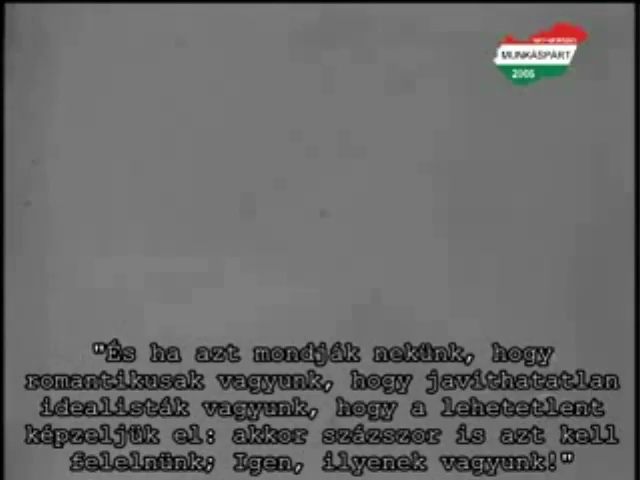 MUNKÁSPÁRT
2006
"És ha azt mondják nekünk, hogy
romantikusak vagyunk, hogy javíthatatlan
idealisták vagyunk, hogy a lehetetlent
képzeljük el: akkor százszor is azt kell
felelnünk; Igen, ilyenek vagyunk!"